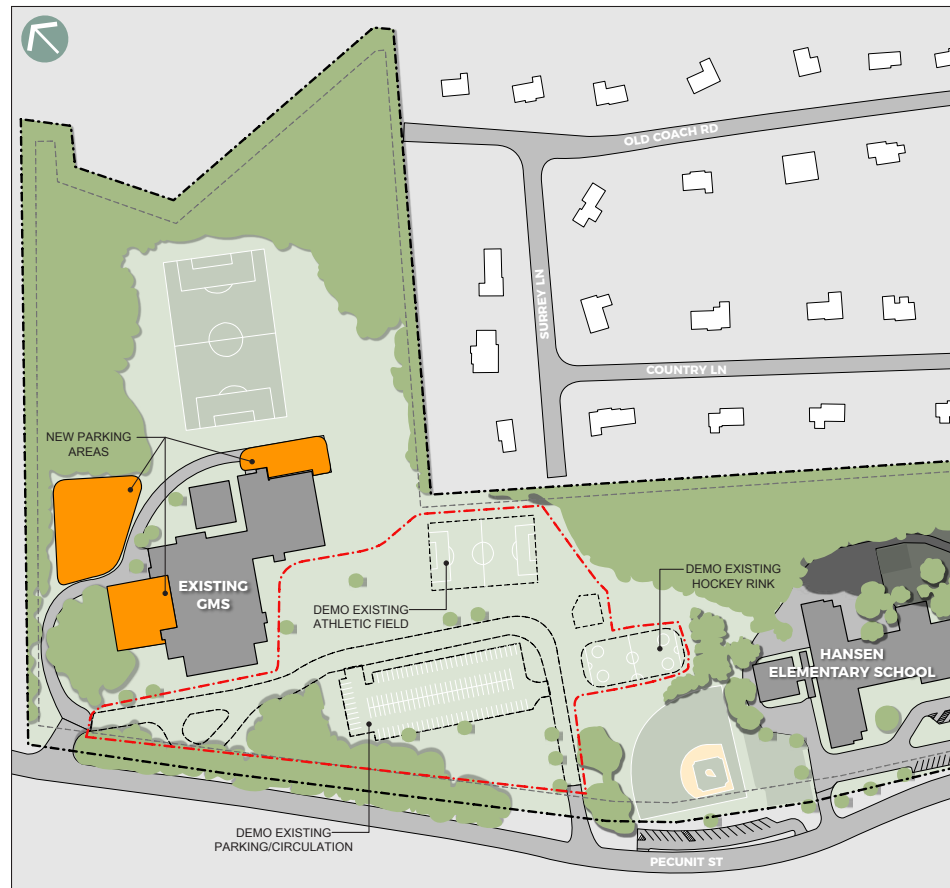 OLD COACH RD
SURREY LN
COUNTRY LN
NEW PARKING
AREAS
EXISTING
GMS
DEMO EXISTING
ATHLETIC FIELD
DEMO EXISTING
HOCKEY RINK
HANSEN
ELEMENTARY SCHOOL
DEMO EXISTING
PARKING/CIRCULATION
PECUNIT ST